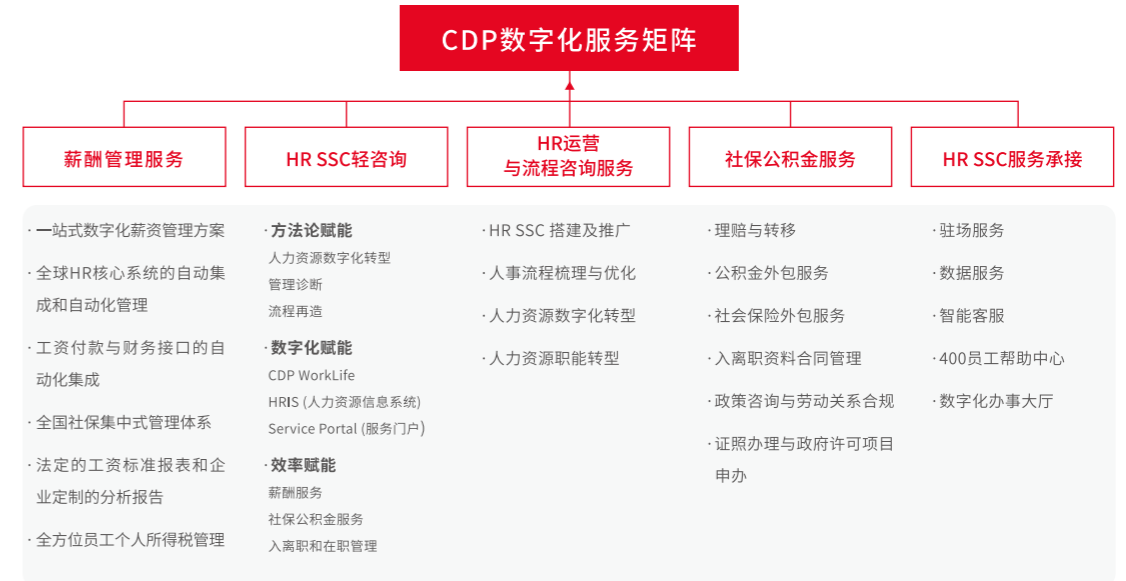 CDP数字化服务矩阵
薪酬管理服务
HR SSC轻咨询
HR运营
与流程咨询服务
社保公积金服务
HR SSC服务承接
· 一站式数字化薪资管理方案
· 全球HR核心系统的自动集
成和自动化管理
· 工资付款与财务接口的自
动化集成
· 全国社保集中式管理体系
· 法定的工资标准报表和企
业定制的分析报告
· 全方位员工个人所得税管理
· 方法论赋能
人力资源数字化转型
管理诊断
流程再造
· 数字化赋能
CDP WorkLife
HRIS (人力资源信息系统)
Service Portal (服务门户)
· 效率赋能
薪酬服务
社保公积金服务
入离职和在职管理
· HR SSC 搭建及推广
· 人事流程梳理与优化
· 人力资源数字化转型
· 人力资源职能转型
· 理赔与转移
· 公积金外包服务
· 社会保险外包服务
· 入离职资料合同管理
· 政策咨询与劳动关系合规
· 证照办理与政府许可项目
申办
· 驻场服务
· 数据服务
· 智能客服
· 400员工帮助中心
· 数字化办事大厅